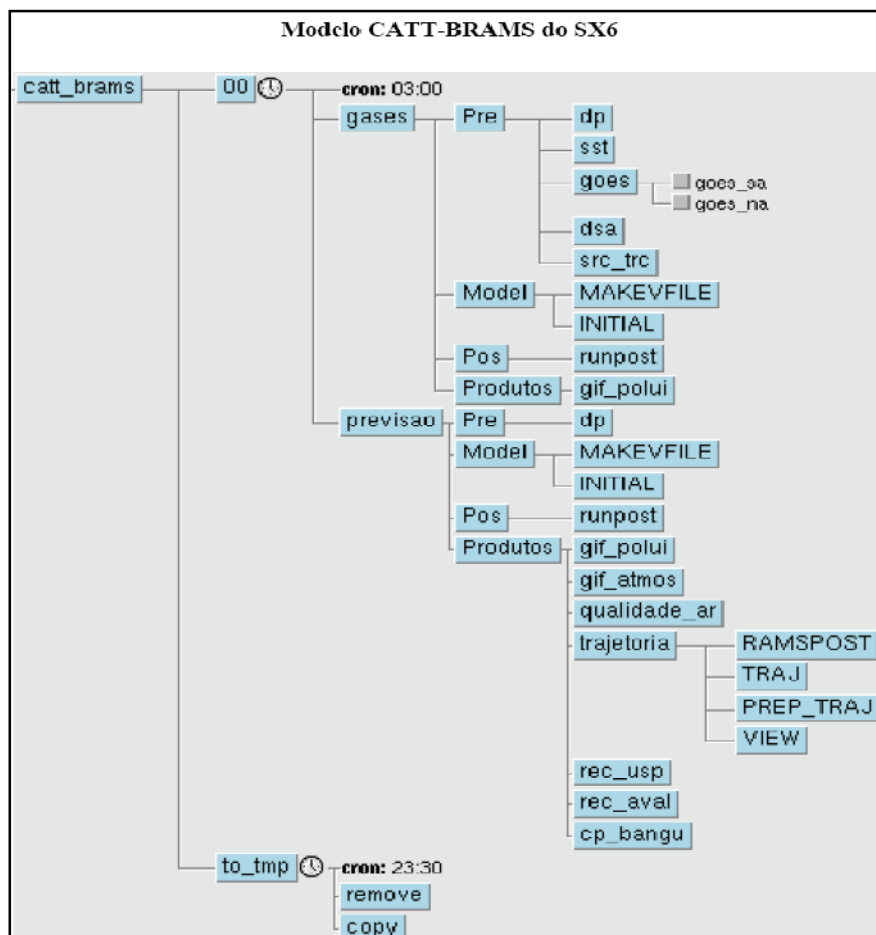 Modelo CATT-BRAMS do SX6
catt_brams 00 cron: 03:00
gases Pre dp
sst
goes goes_sa
goes_na
dsa
src_trc
Model MAKEVFILE
INITIAL
Pos runpost
Produtos gif_polui
previsao Pre dp
Model MAKEVFILE
INITIAL
Pos runpost
Produtos gif_polui
gif_atmos
qualidade_ar
trajetoria RAMSPOST
TRAJ
PREP_TRAJ
VIEW
rec_usp
rec_aval
cp_bangu
to_tmp cron: 23:30
remove
copy